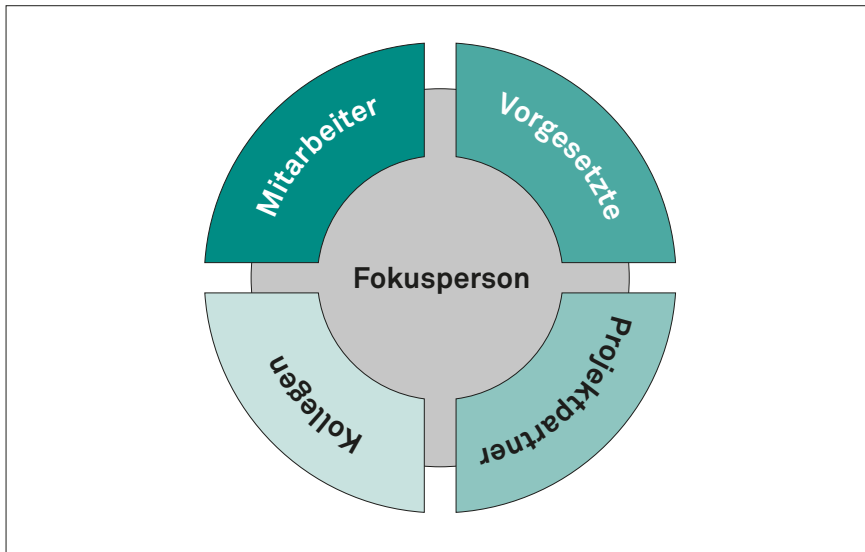 Mitarbeiter
Vorgesetzte
Fokusperson
Kollegen
Projektpartner